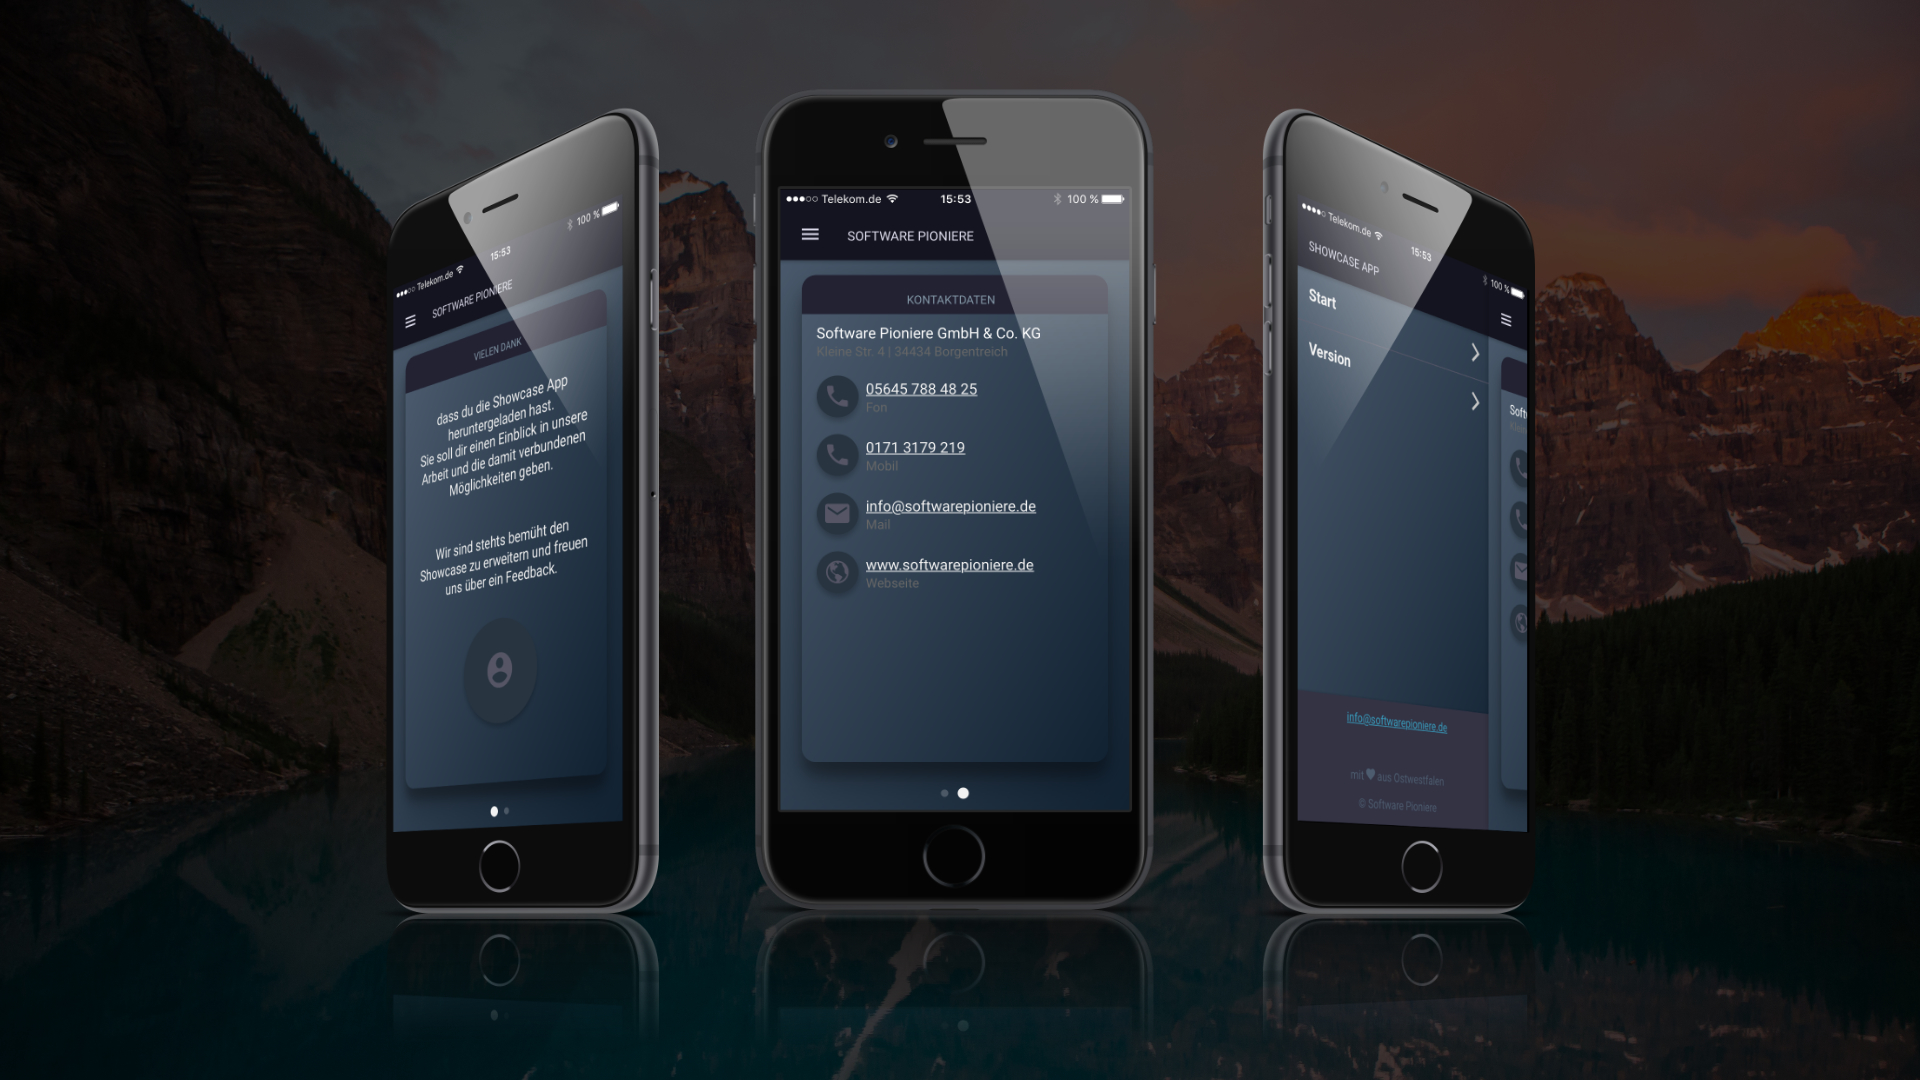 Telekom.de
15:53
100 %
SOFTWARE PIONIERE
VIELEN DANK
dass du die Showcase App
heruntergeladen hast.
Sie soll dir einen Einblick in unsere
Arbeit und die damit verbundenen
Möglichkeiten geben.
Wir sind stehts bemüht den
Showcase zu erweitern und freuen
uns über ein Feedback.
Telekom.de
15:53
100 %
SOFTWARE PIONIERE
KONTAKTDATEN
Software Pioniere GmbH & Co. KG
Kleine Str. 4 | 34434 Borgentreich
05645 788 48 25
Fon
0171 3179 219
Mobil
info@softwarepioniere.de
Mail
www.softwarepioniere.de
Webseite
Telekom.de
15:53
100 %
SHOWCASE APP
Start
Version
Soft
info@softwarepioniere.de
mit ♥ aus Ostwestfalen
© Software Pioniere